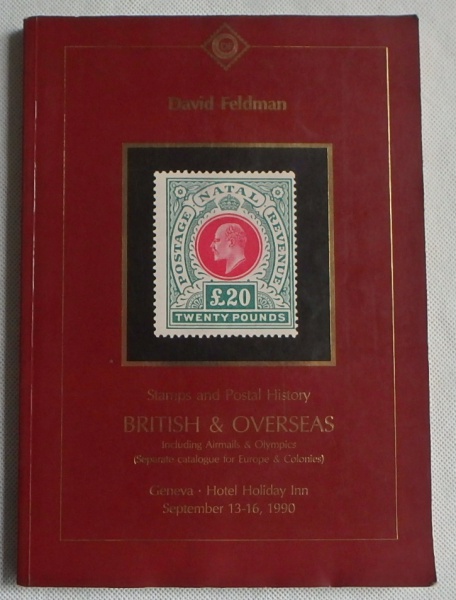 David Feldman
POSTAGE NATAL REVENUE
£20
TWENTY POUNDS
Stamps and Postal History
BRITISH & OVERSEAS
Including Airmails & Olympics
(Separate catalogue for Europe & Colonies)
Geneva · Hotel Holiday Inn
September 13-16, 1990